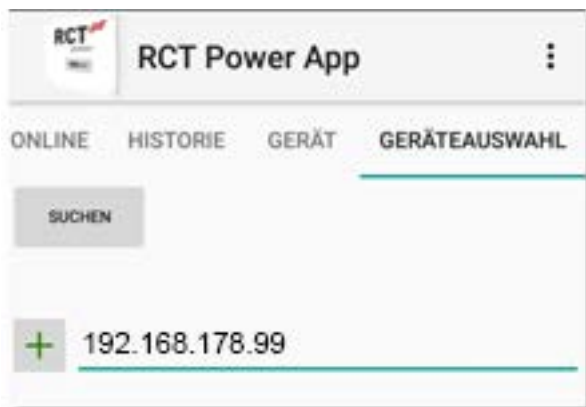 RCT
RCT Power App
ONLINE HISTORIE GERÄT GERÄTEAUSWAHL
SUCHEN
+ 192.168.178.99